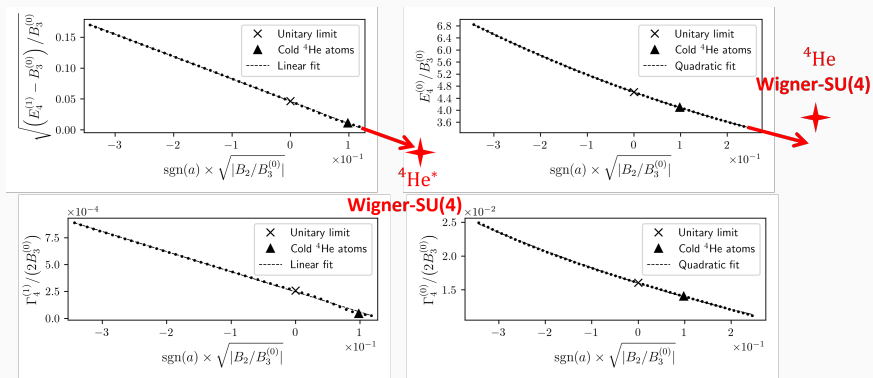 √((E₄⁽¹⁾ − B₃⁽⁰⁾) / B₃⁽⁰⁾)
0.15
0.10
0.05
0.00
× Unitary limit
▲ Cold ⁴He atoms
Linear fit
−3 −2 −1 0 1
×10⁻¹
sgn(a) × √|B₂/B₃⁽⁰⁾|
E₄⁽⁰⁾/B₃⁽⁰⁾
6.8
6.4
6.0
5.6
5.2
4.8
4.4
4.0
3.6
× Unitary limit
▲ Cold ⁴He atoms
Quadratic fit
−3 −2 −1 0 1 2
×10⁻¹
sgn(a) × √|B₂/B₃⁽⁰⁾|
⁴He
Wigner-SU(4)
⁴He*
Wigner-SU(4)
×10⁻⁴
Γ₄⁽¹⁾/(2B₃⁽⁰⁾)
7.5
5.0
2.5
0.0
× Unitary limit
▲ Cold ⁴He atoms
Linear fit
−3 −2 −1 0 1
×10⁻¹
sgn(a) × √|B₂/B₃⁽⁰⁾|
×10⁻²
Γ₄⁽⁰⁾/(2B₃⁽⁰⁾)
2.5
1.5
× Unitary limit
▲ Cold ⁴He atoms
Quadratic fit
−3 −2 −1 0 1 2
×10⁻¹
sgn(a) × √|B₂/B₃⁽⁰⁾|